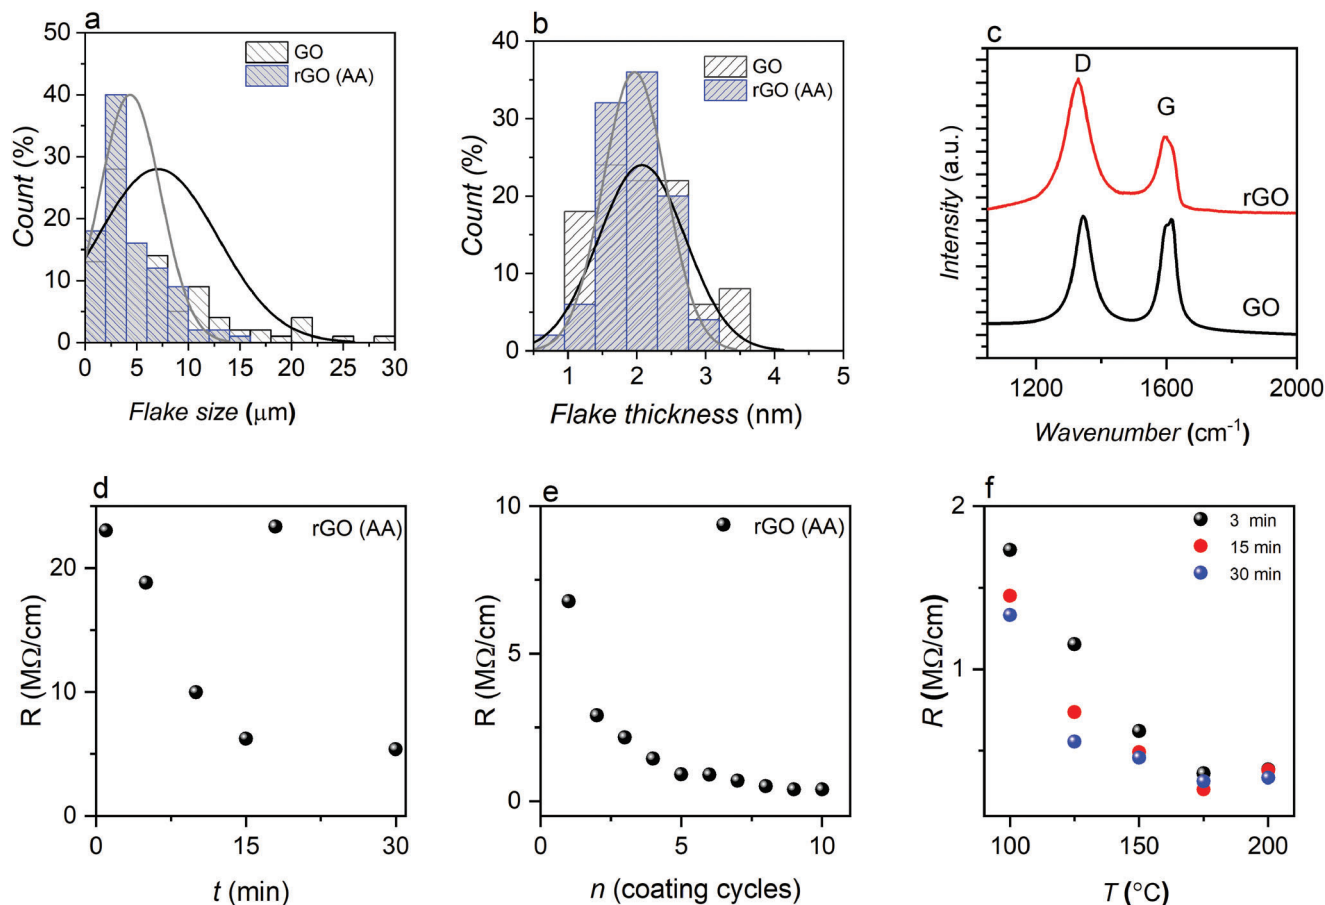 a
50
40
30
20
10
0
Count (%)
GO
rGO (AA)
0 5 10 15 20 25 30
Flake size (μm)
b
40
30
20
10
0
Count (%)
GO
rGO (AA)
1 2 3 4 5
Flake thickness (nm)
c
D
G
rGO
GO
Intensity (a.u.)
1200 1600 2000
Wavenumber (cm⁻¹)
d
rGO (AA)
20
10
0
R (MΩ/cm)
0 15 30
t (min)
e
10
5
0
rGO (AA)
R (MΩ/cm)
0 5 10
n (coating cycles)
f
2
1
3 min
15 min
30 min
R (MΩ/cm)
100 150 200
T (°C)